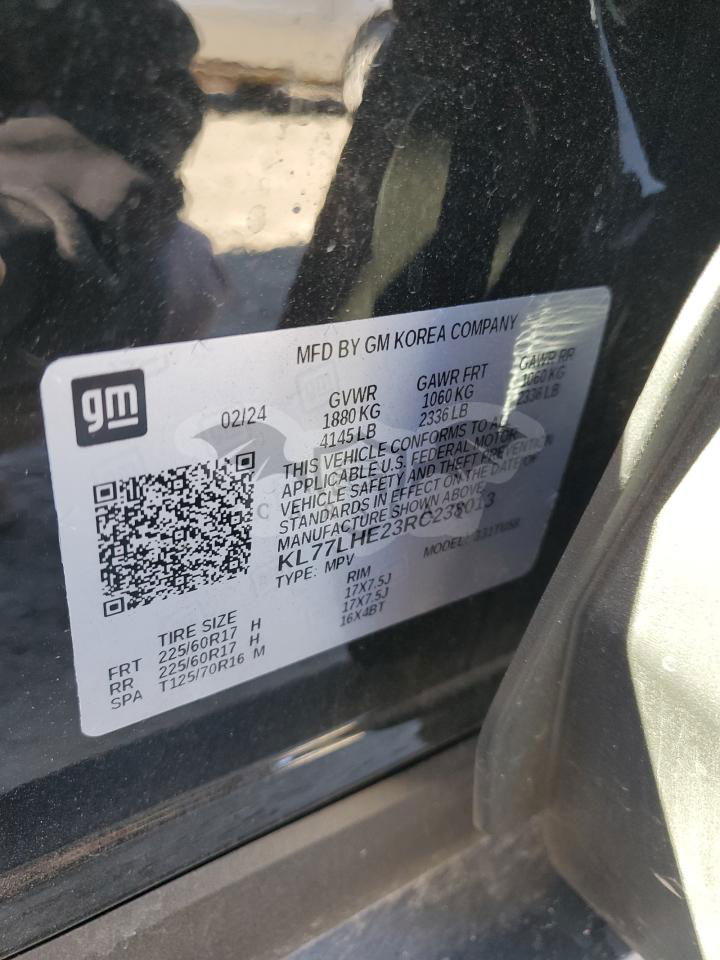 MFD BY GM KOREA COMPANY
gm
02/24
GVWR
1880 KG
4145 LB
GAWR FRT
1060 KG
2336 LB
GAWR RR
1060 KG
2336 LB
THIS VEHICLE CONFORMS TO ALL
APPLICABLE U.S. FEDERAL MOTOR
VEHICLE SAFETY AND THEFT PREVENTION
STANDARDS IN EFFECT ON THE DATE OF
MANUFACTURE SHOWN ABOVE.
KL77LHE23RC238013
TYPE: MPV
MODEL:
TIRE SIZE RIM
FRT 225/60R17 H 17X7.5J
RR 225/60R17 H 17X7.5J
SPA T125/70R16 M 16X4BT